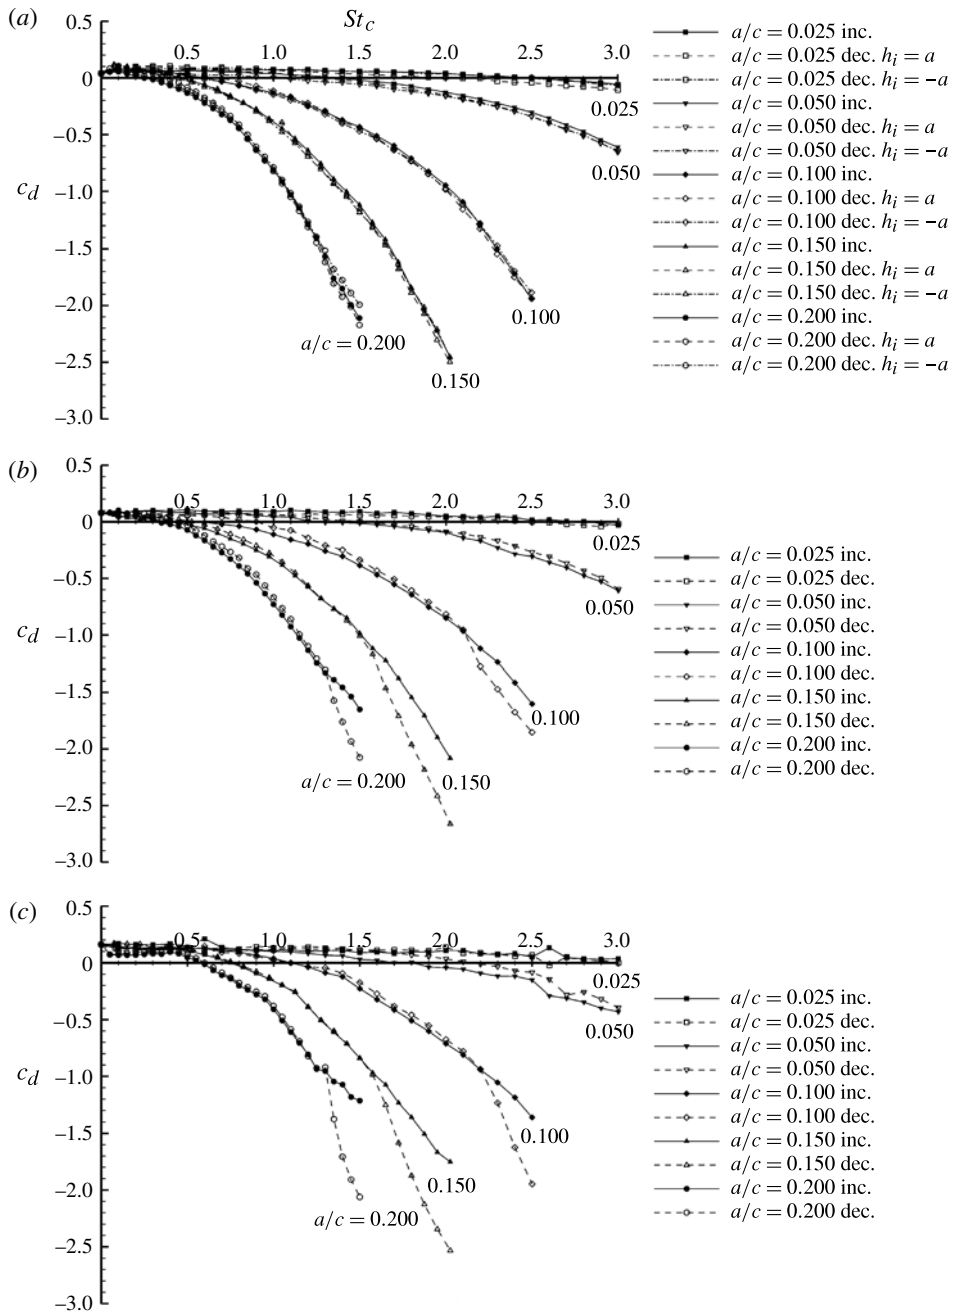 (a)
St_c
0.5
0.5 1.0 1.5 2.0 2.5 3.0
0
0.025
–0.5
0.050
c_d –1.0
–1.5
–2.0
0.100
a/c = 0.200
–2.5
0.150
–3.0
a/c = 0.025 inc.
a/c = 0.025 dec. h_i = a
a/c = 0.025 dec. h_i = –a
a/c = 0.050 inc.
a/c = 0.050 dec. h_i = a
a/c = 0.050 dec. h_i = –a
a/c = 0.100 inc.
a/c = 0.100 dec. h_i = a
a/c = 0.100 dec. h_i = –a
a/c = 0.150 inc.
a/c = 0.150 dec. h_i = a
a/c = 0.150 dec. h_i = –a
a/c = 0.200 inc.
a/c = 0.200 dec. h_i = a
a/c = 0.200 dec. h_i = –a
(b)
0.5
0.5 1.0 1.5 2.0 2.5 3.0
0
0.025
–0.5
0.050
c_d –1.0
–1.5
0.100
–2.0
a/c = 0.200 0.150
–2.5
–3.0
a/c = 0.025 inc.
a/c = 0.025 dec.
a/c = 0.050 inc.
a/c = 0.050 dec.
a/c = 0.100 inc.
a/c = 0.100 dec.
a/c = 0.150 inc.
a/c = 0.150 dec.
a/c = 0.200 inc.
a/c = 0.200 dec.
(c)
0.5
0.5 1.0 1.5 2.0 2.5 3.0
0
0.025
–0.5
0.050
c_d –1.0
–1.5
0.100
–2.0
0.150
a/c = 0.200
–2.5
–3.0
a/c = 0.025 inc.
a/c = 0.025 dec.
a/c = 0.050 inc.
a/c = 0.050 dec.
a/c = 0.100 inc.
a/c = 0.100 dec.
a/c = 0.150 inc.
a/c = 0.150 dec.
a/c = 0.200 inc.
a/c = 0.200 dec.